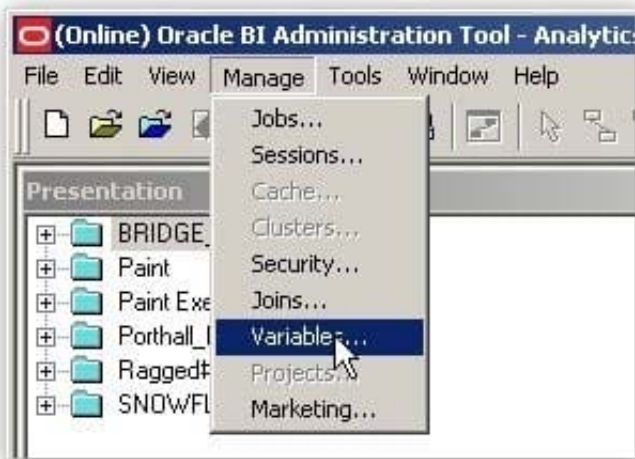 (Online) Oracle BI Administration Tool - Analytics
File Edit View Manage Tools Window Help
Jobs...
Sessions...
Cache...
Clusters...
Security...
Joins...
Variables...
Projects...
Marketing...
Presentation
BRIDGE_
Paint
Paint Exe
Porthall_
Ragged#
SNOWFL